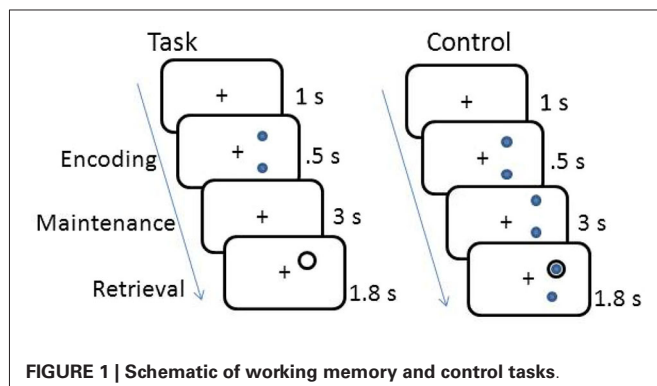 Task Control
+ 1 s + 1 s
Encoding + .5 s + .5 s
Maintenance + 3 s + 3 s
Retrieval + 1.8 s + 1.8 s
FIGURE 1 | Schematic of working memory and control tasks.